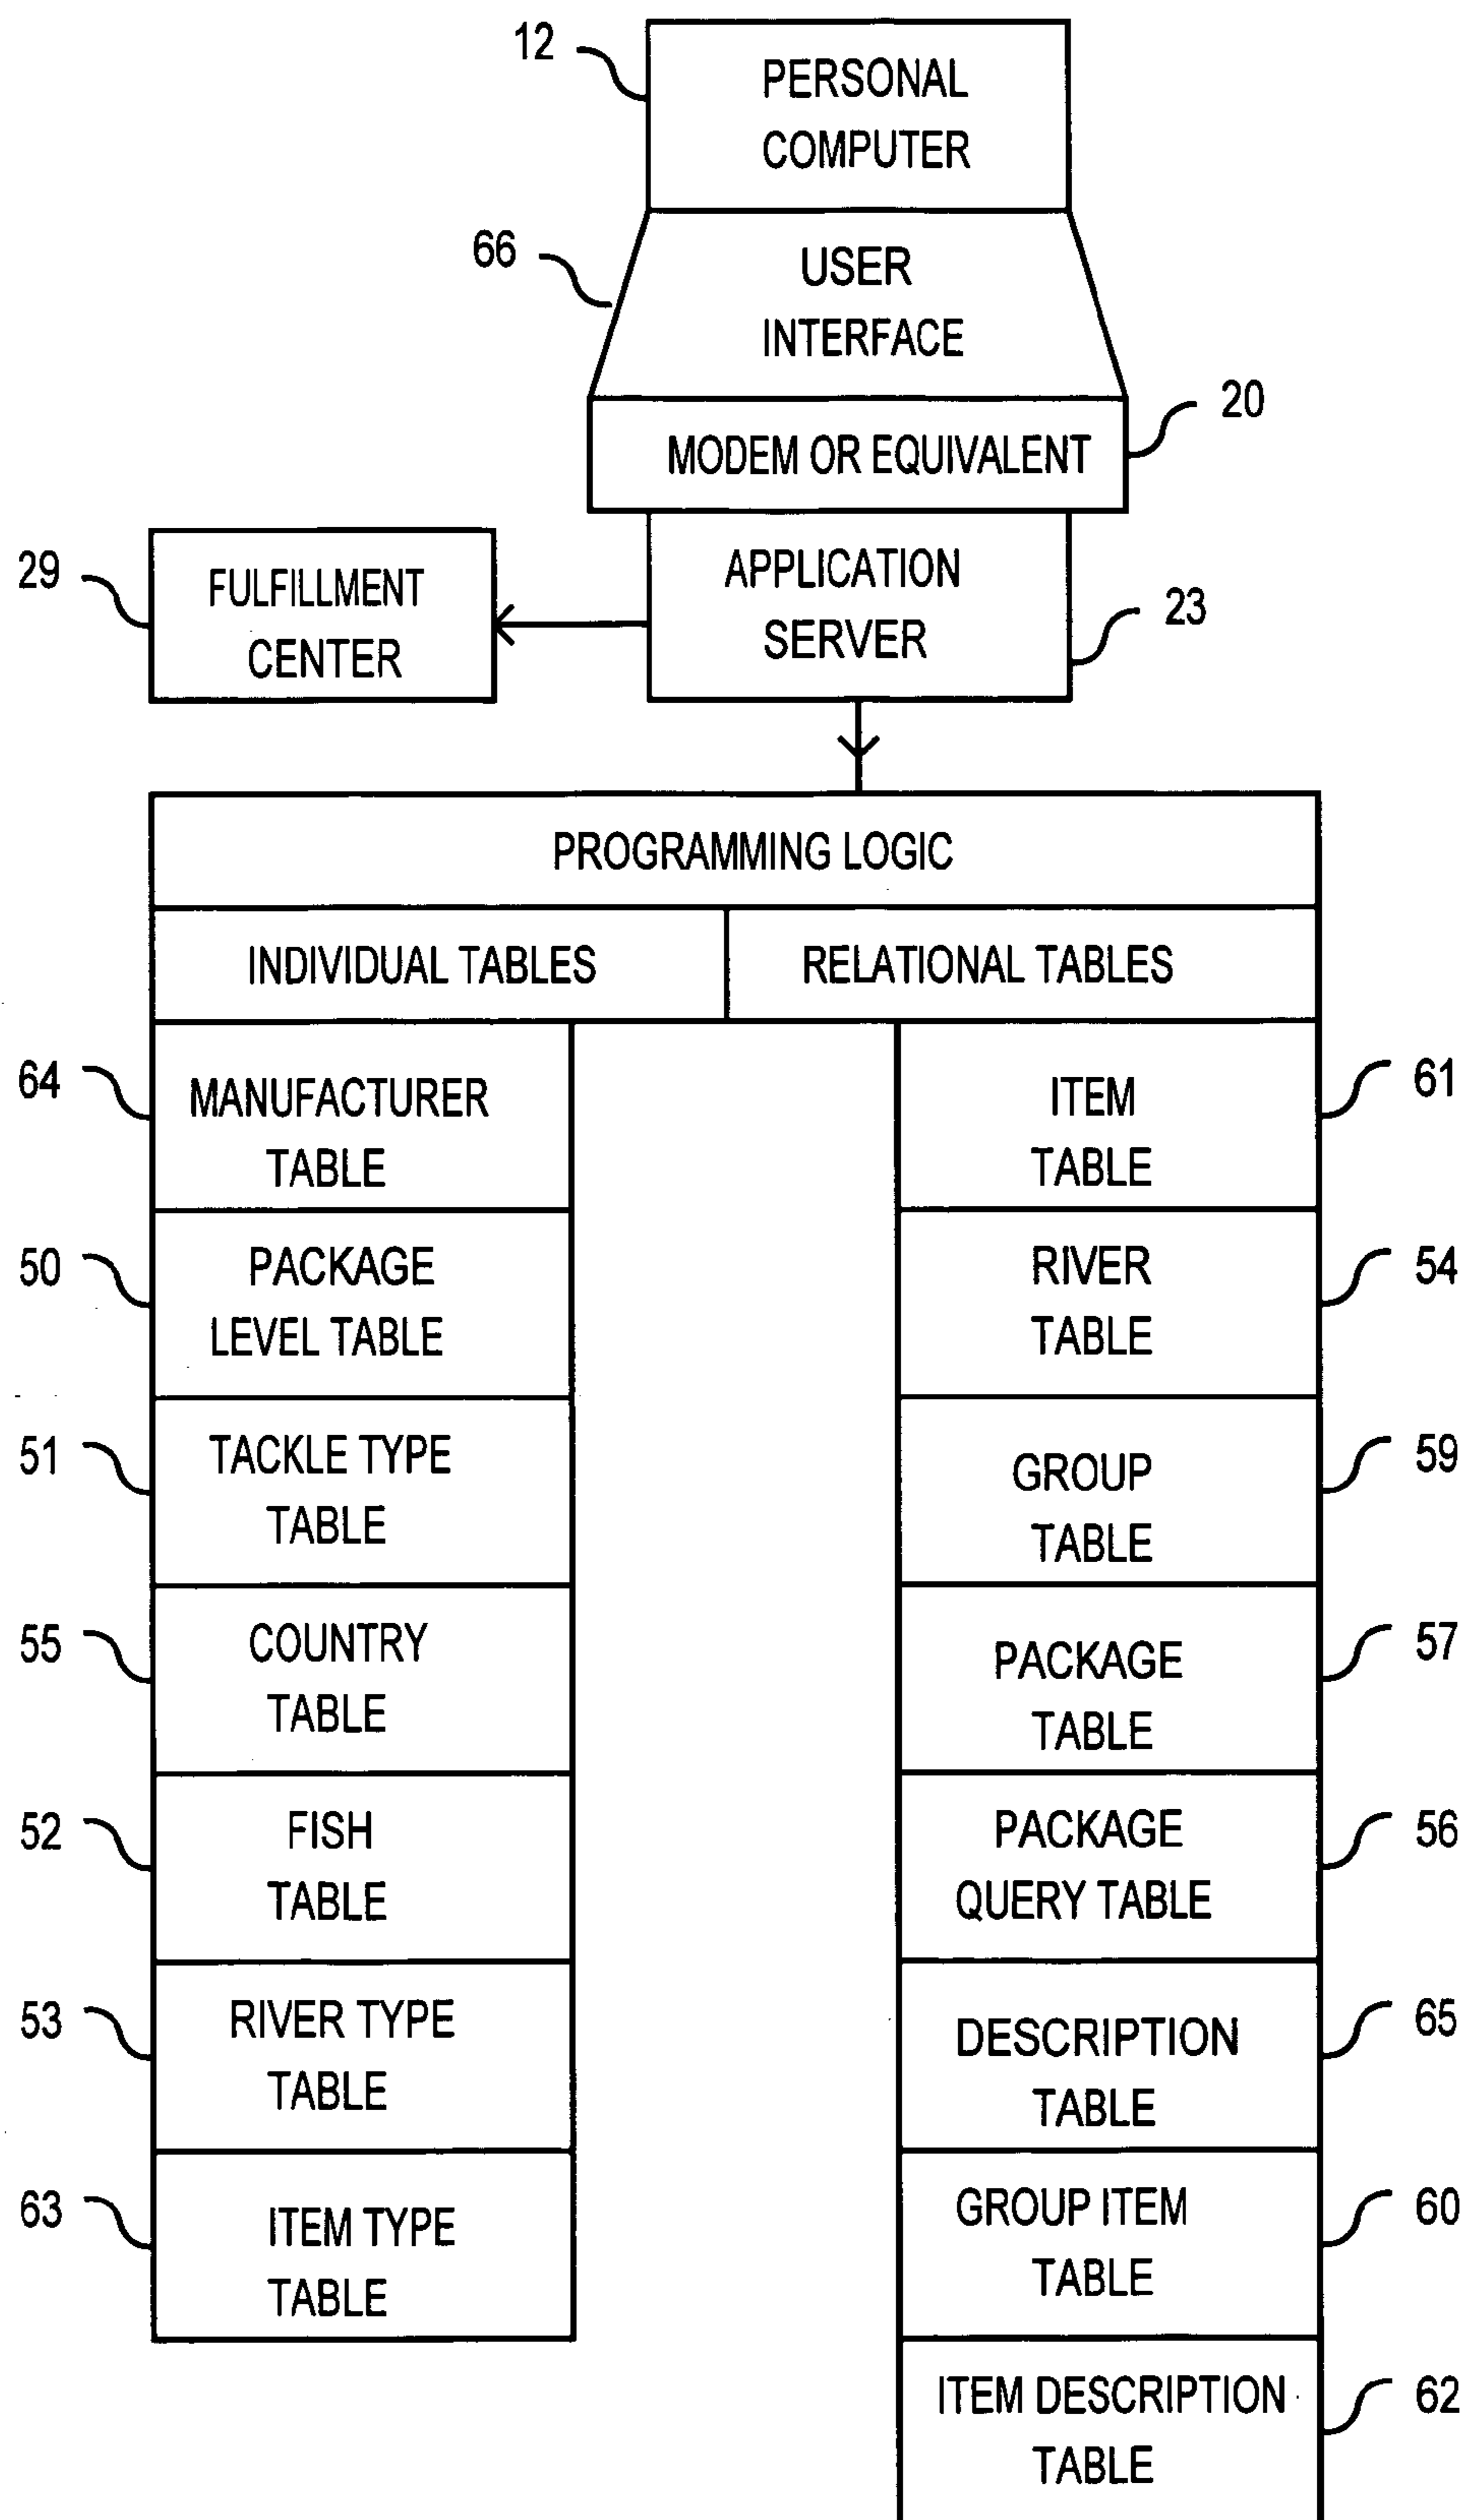 12
PERSONAL
COMPUTER
66
USER
INTERFACE
20
MODEM OR EQUIVALENT
29
FULFILLMENT
CENTER
APPLICATION
SERVER
23
PROGRAMMING LOGIC
INDIVIDUAL TABLES
RELATIONAL TABLES
64
MANUFACTURER
TABLE
50
PACKAGE
LEVEL TABLE
51
TACKLE TYPE
TABLE
55
COUNTRY
TABLE
52
FISH
TABLE
53
RIVER TYPE
TABLE
63
ITEM TYPE
TABLE
ITEM
TABLE
61
RIVER
TABLE
54
GROUP
TABLE
59
PACKAGE
TABLE
57
PACKAGE
QUERY TABLE
56
DESCRIPTION
TABLE
65
GROUP ITEM
TABLE
60
ITEM DESCRIPTION
TABLE
62